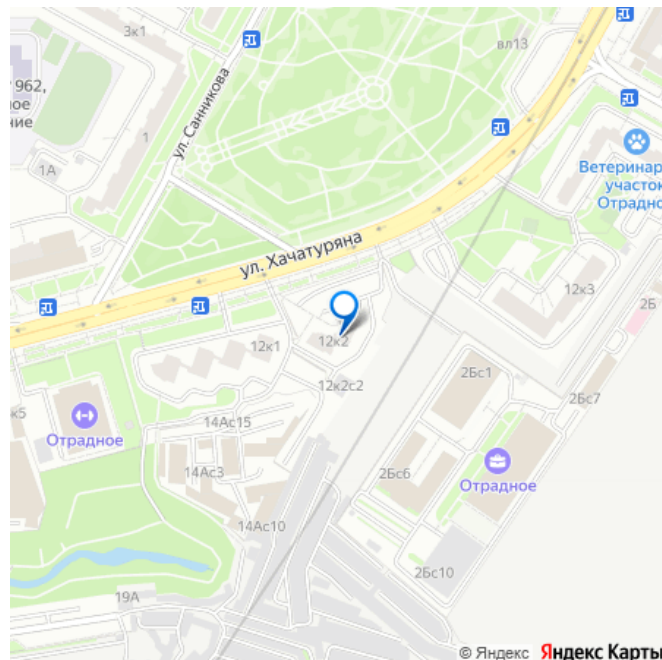 3к1
вл13
962,
ное
ние
ул. Санникова
1
1А
Ветеринар
участок
Отрадно
ул. Хачатуряна
12к3
2Б
12к2
12к1
2Бс1
12к2с2
2Бс7
к5
Отрадное
14Ас15
14Ас3
2Бс6
Отрадное
14Ас10
2Бс10
19А
© Яндекс Яндекс Карты